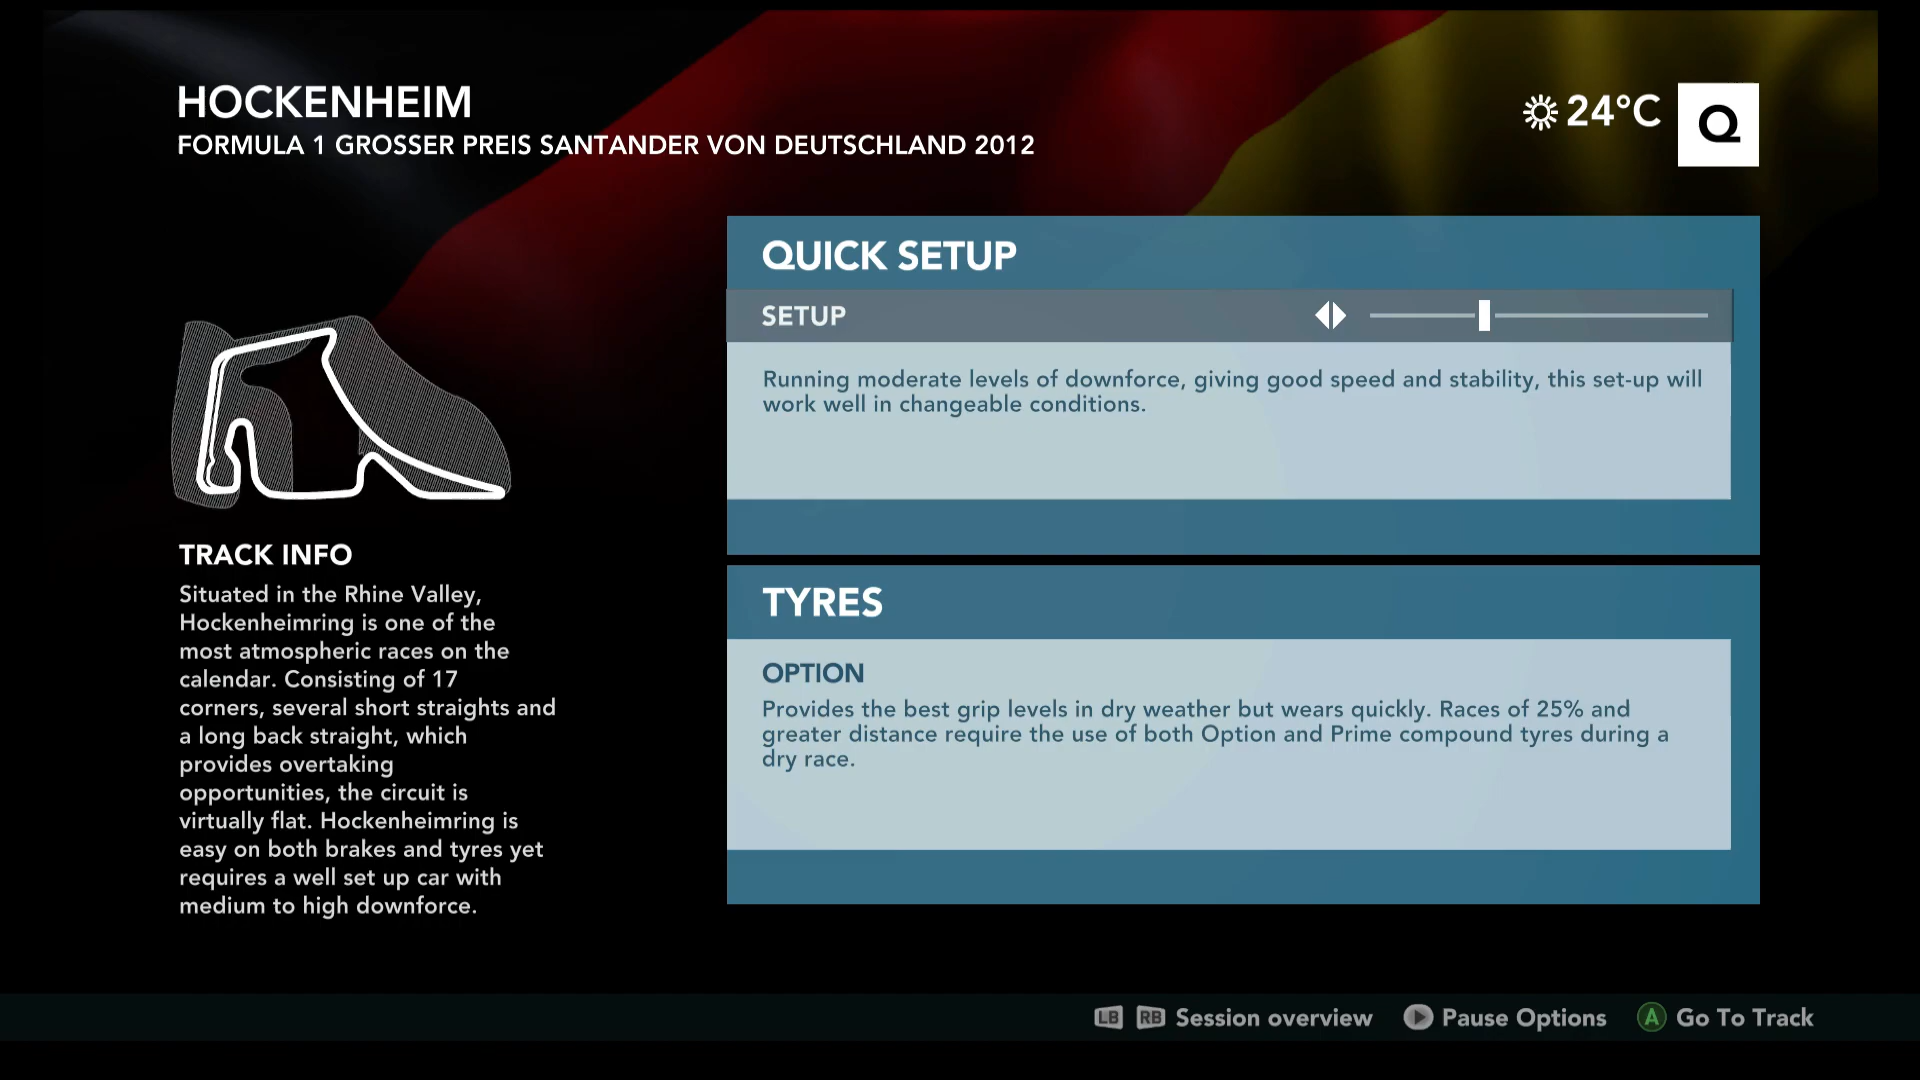 HOCKENHEIM
FORMULA 1 GROSSER PREIS SANTANDER VON DEUTSCHLAND 2012
24°C
Q
QUICK SETUP
SETUP
Running moderate levels of downforce, giving good speed and stability, this set-up will
work well in changeable conditions.
TRACK INFO
Situated in the Rhine Valley,
Hockenheimring is one of the
most atmospheric races on the
calendar. Consisting of 17
corners, several short straights and
a long back straight, which
provides overtaking
opportunities, the circuit is
virtually flat. Hockenheimring is
easy on both brakes and tyres yet
requires a well set up car with
medium to high downforce.
TYRES
OPTION
Provides the best grip levels in dry weather but wears quickly. Races of 25% and
greater distance require the use of both Option and Prime compound tyres during a
dry race.
LB RB Session overview Pause Options A Go To Track